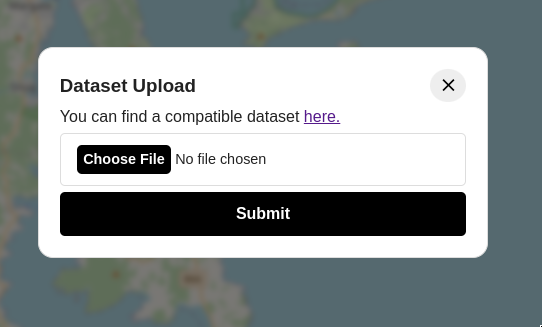 Dataset Upload
You can find a compatible dataset here.
Choose File No file chosen
Submit